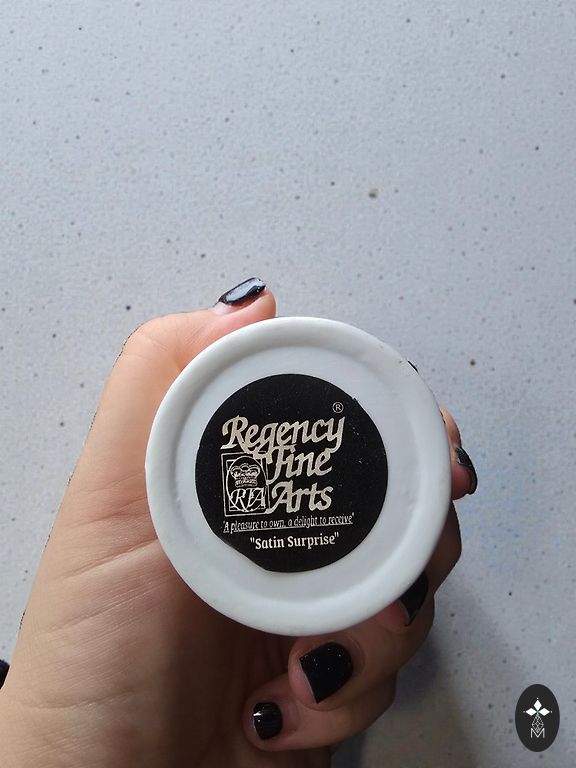 ®
Regency
Fine
RFA Arts
'A pleasure to own, a delight to receive'
"Satin Surprise"
M